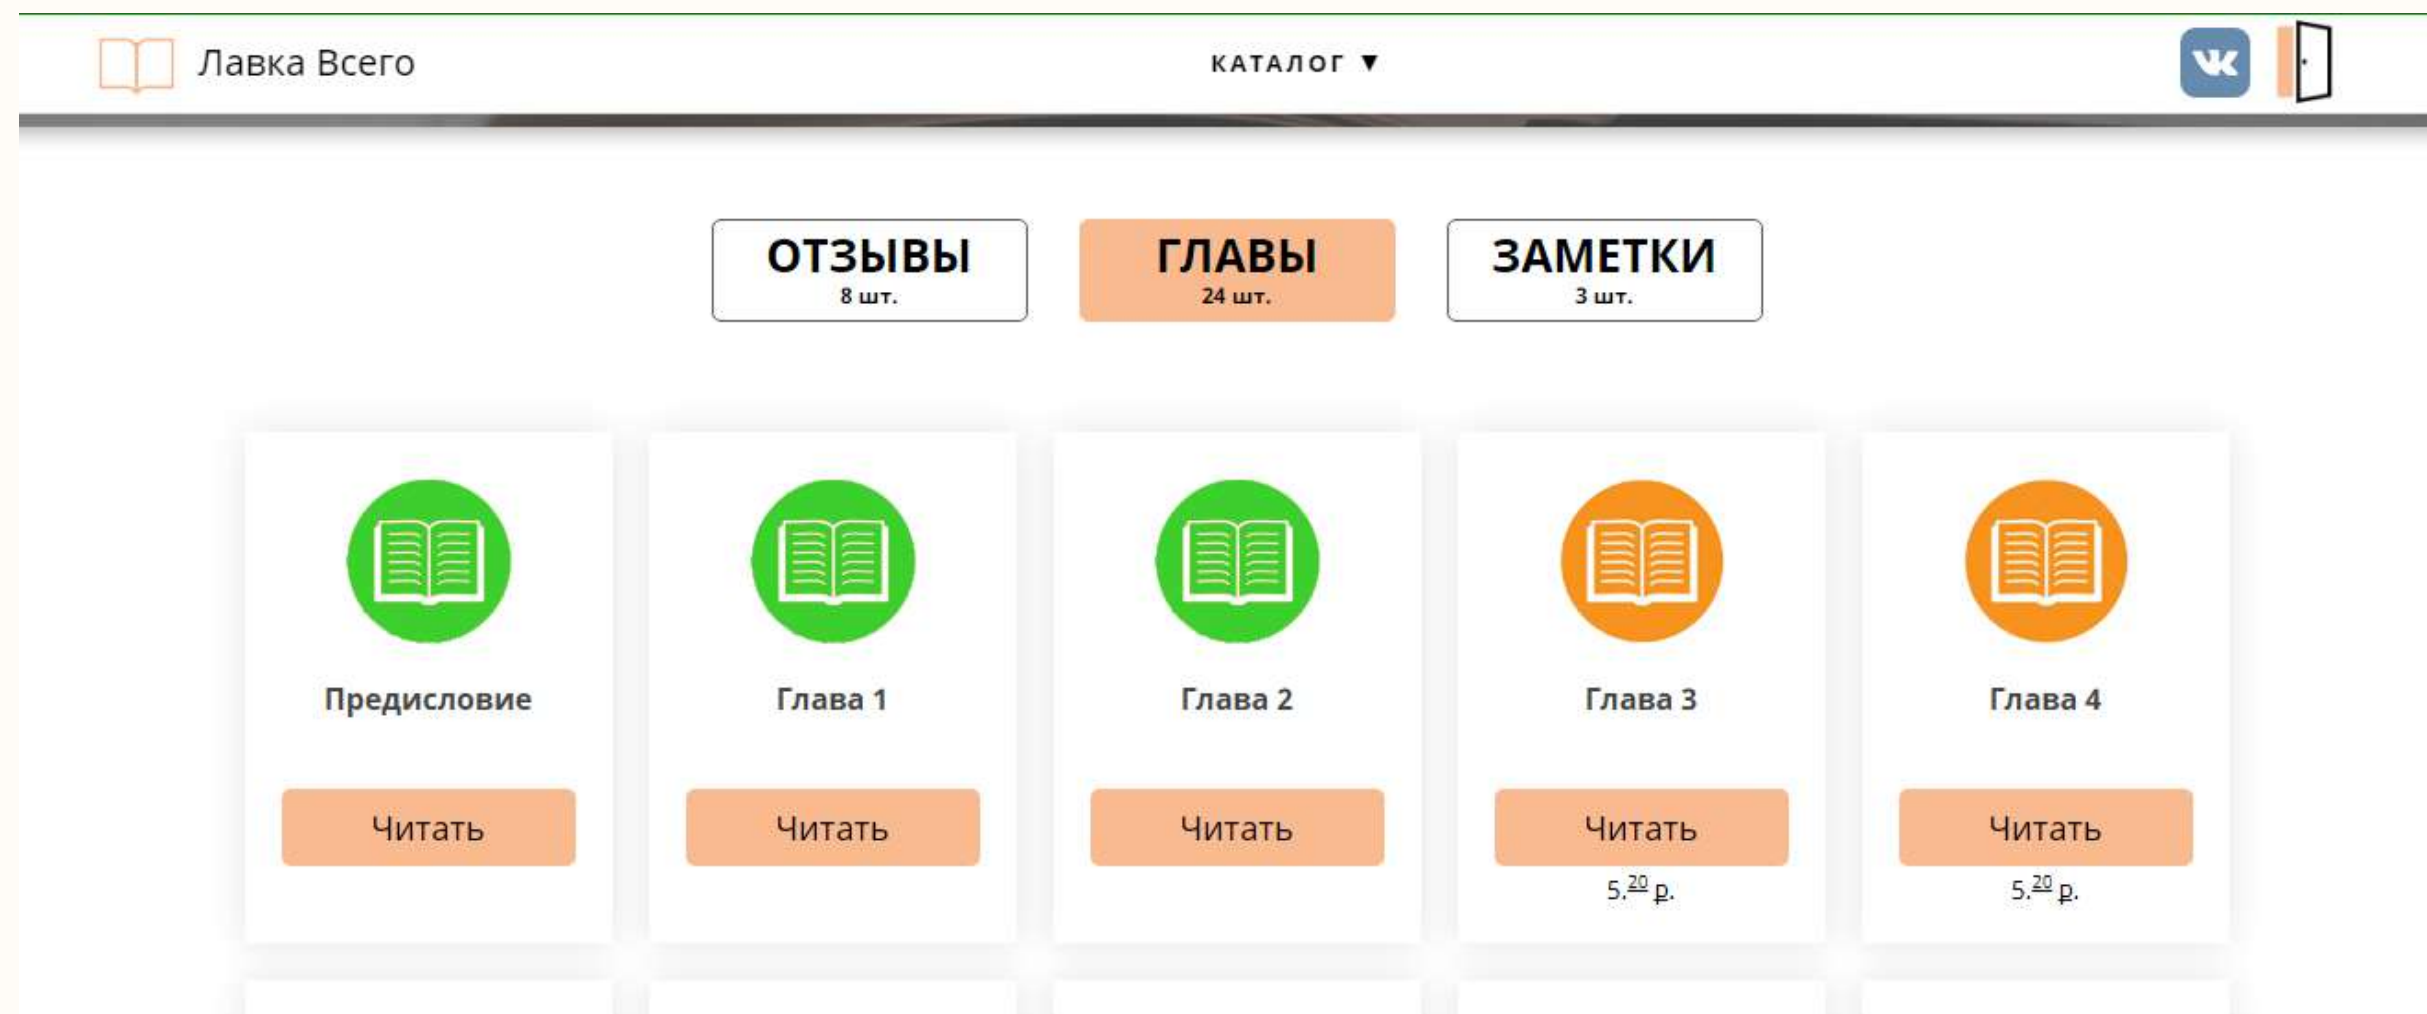 Лавка Всего
КАТАЛОГ ▼
ОТЗЫВЫ
8 шт.
ГЛАВЫ
24 шт.
ЗАМЕТКИ
3 шт.
Предисловие
Читать
Глава 1
Читать
Глава 2
Читать
Глава 3
Читать
5.20 р.
Глава 4
Читать
5.20 р.